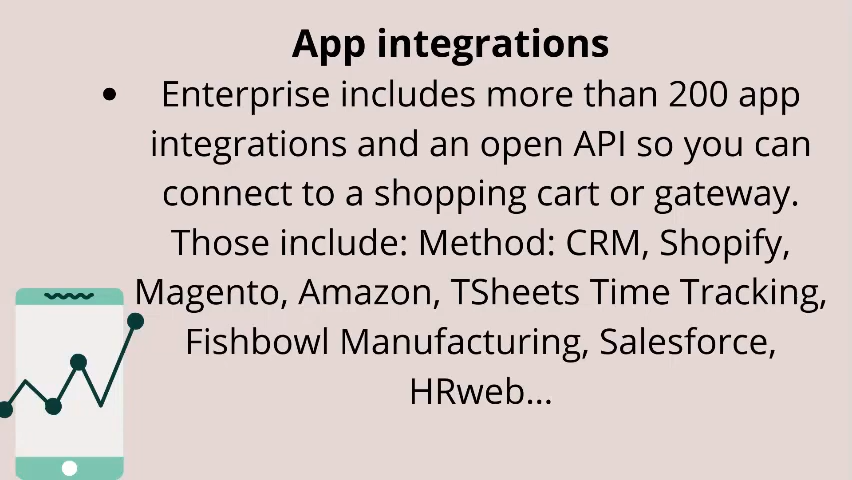 App integrations
• Enterprise includes more than 200 app
integrations and an open API so you can
connect to a shopping cart or gateway.
Those include: Method: CRM, Shopify,
Magento, Amazon, TSheets Time Tracking,
Fishbowl Manufacturing, Salesforce,
HRweb...